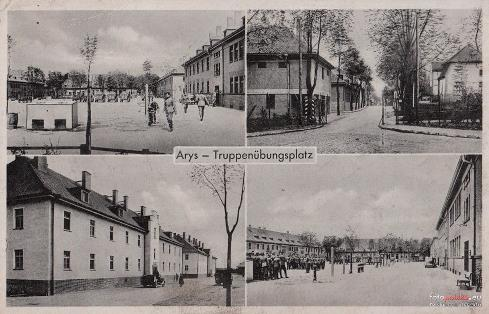 Arys – Truppenübungsplatz
fotopolska.eu